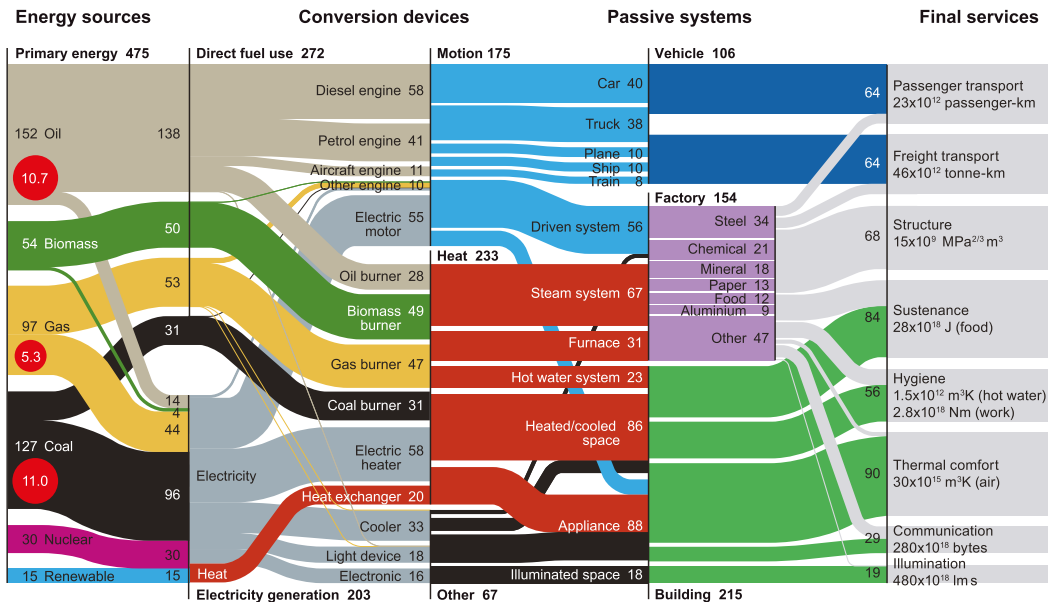 Energy sources
Conversion devices
Passive systems
Final services
Primary energy 475
Direct fuel use 272
Motion 175
Vehicle 106
152 Oil
138
10.7
54 Biomass
50
53
97 Gas
5.3
31
14
4
44
127 Coal
11.0
96
30 Nuclear
30
15 Renewable
15
Diesel engine 58
Petrol engine 41
Aircraft engine 11
Other engine 10
Electric
motor 55
Oil burner 28
Biomass
burner 49
Gas burner 47
Coal burner 31
Electricity
Electric
heater 58
Heat exchanger 20
Cooler 33
Light device 18
Heat
Electronic 16
Electricity generation 203
Car 40
Truck 38
Plane 10
Ship 10
Train 8
Driven system 56
Heat 233
Steam system 67
Furnace 31
Hot water system 23
Heated/cooled
space 86
Appliance 88
Illuminated space 18
Other 67
64
64
Factory 154
Steel 34
Chemical 21
Mineral 18
Paper 13
Food 12
Aluminium 9
Other 47
68
84
56
90
29
19
Building 215
Passenger transport
23x10¹² passenger-km
Freight transport
46x10¹² tonne-km
Structure
15x10⁹ MPa²ᐟ³ m³
Sustenance
28x10¹⁸ J (food)
Hygiene
1.5x10¹² m³K (hot water)
2.8x10¹⁸ Nm (work)
Thermal comfort
30x10¹⁵ m³K (air)
Communication
280x10¹⁸ bytes
Illumination
480x10¹⁸ lm s